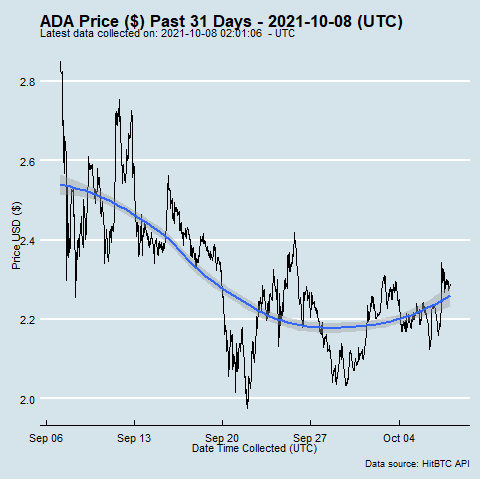 ADA Price ($) Past 31 Days - 2021-10-08 (UTC)
Latest data collected on: 2021-10-08 02:01:06 - UTC
Price USD ($)
2.8
2.6
2.4
2.2
2.0
Sep 06 Sep 13 Sep 20 Sep 27 Oct 04
Date Time Collected (UTC)
Data source: HitBTC API